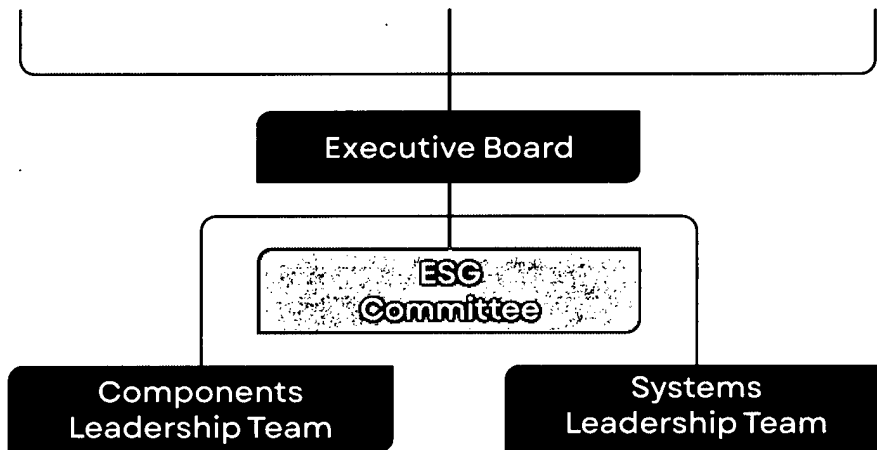 Executive Board
ESG
Committee
Components
Leadership Team
Systems
Leadership Team